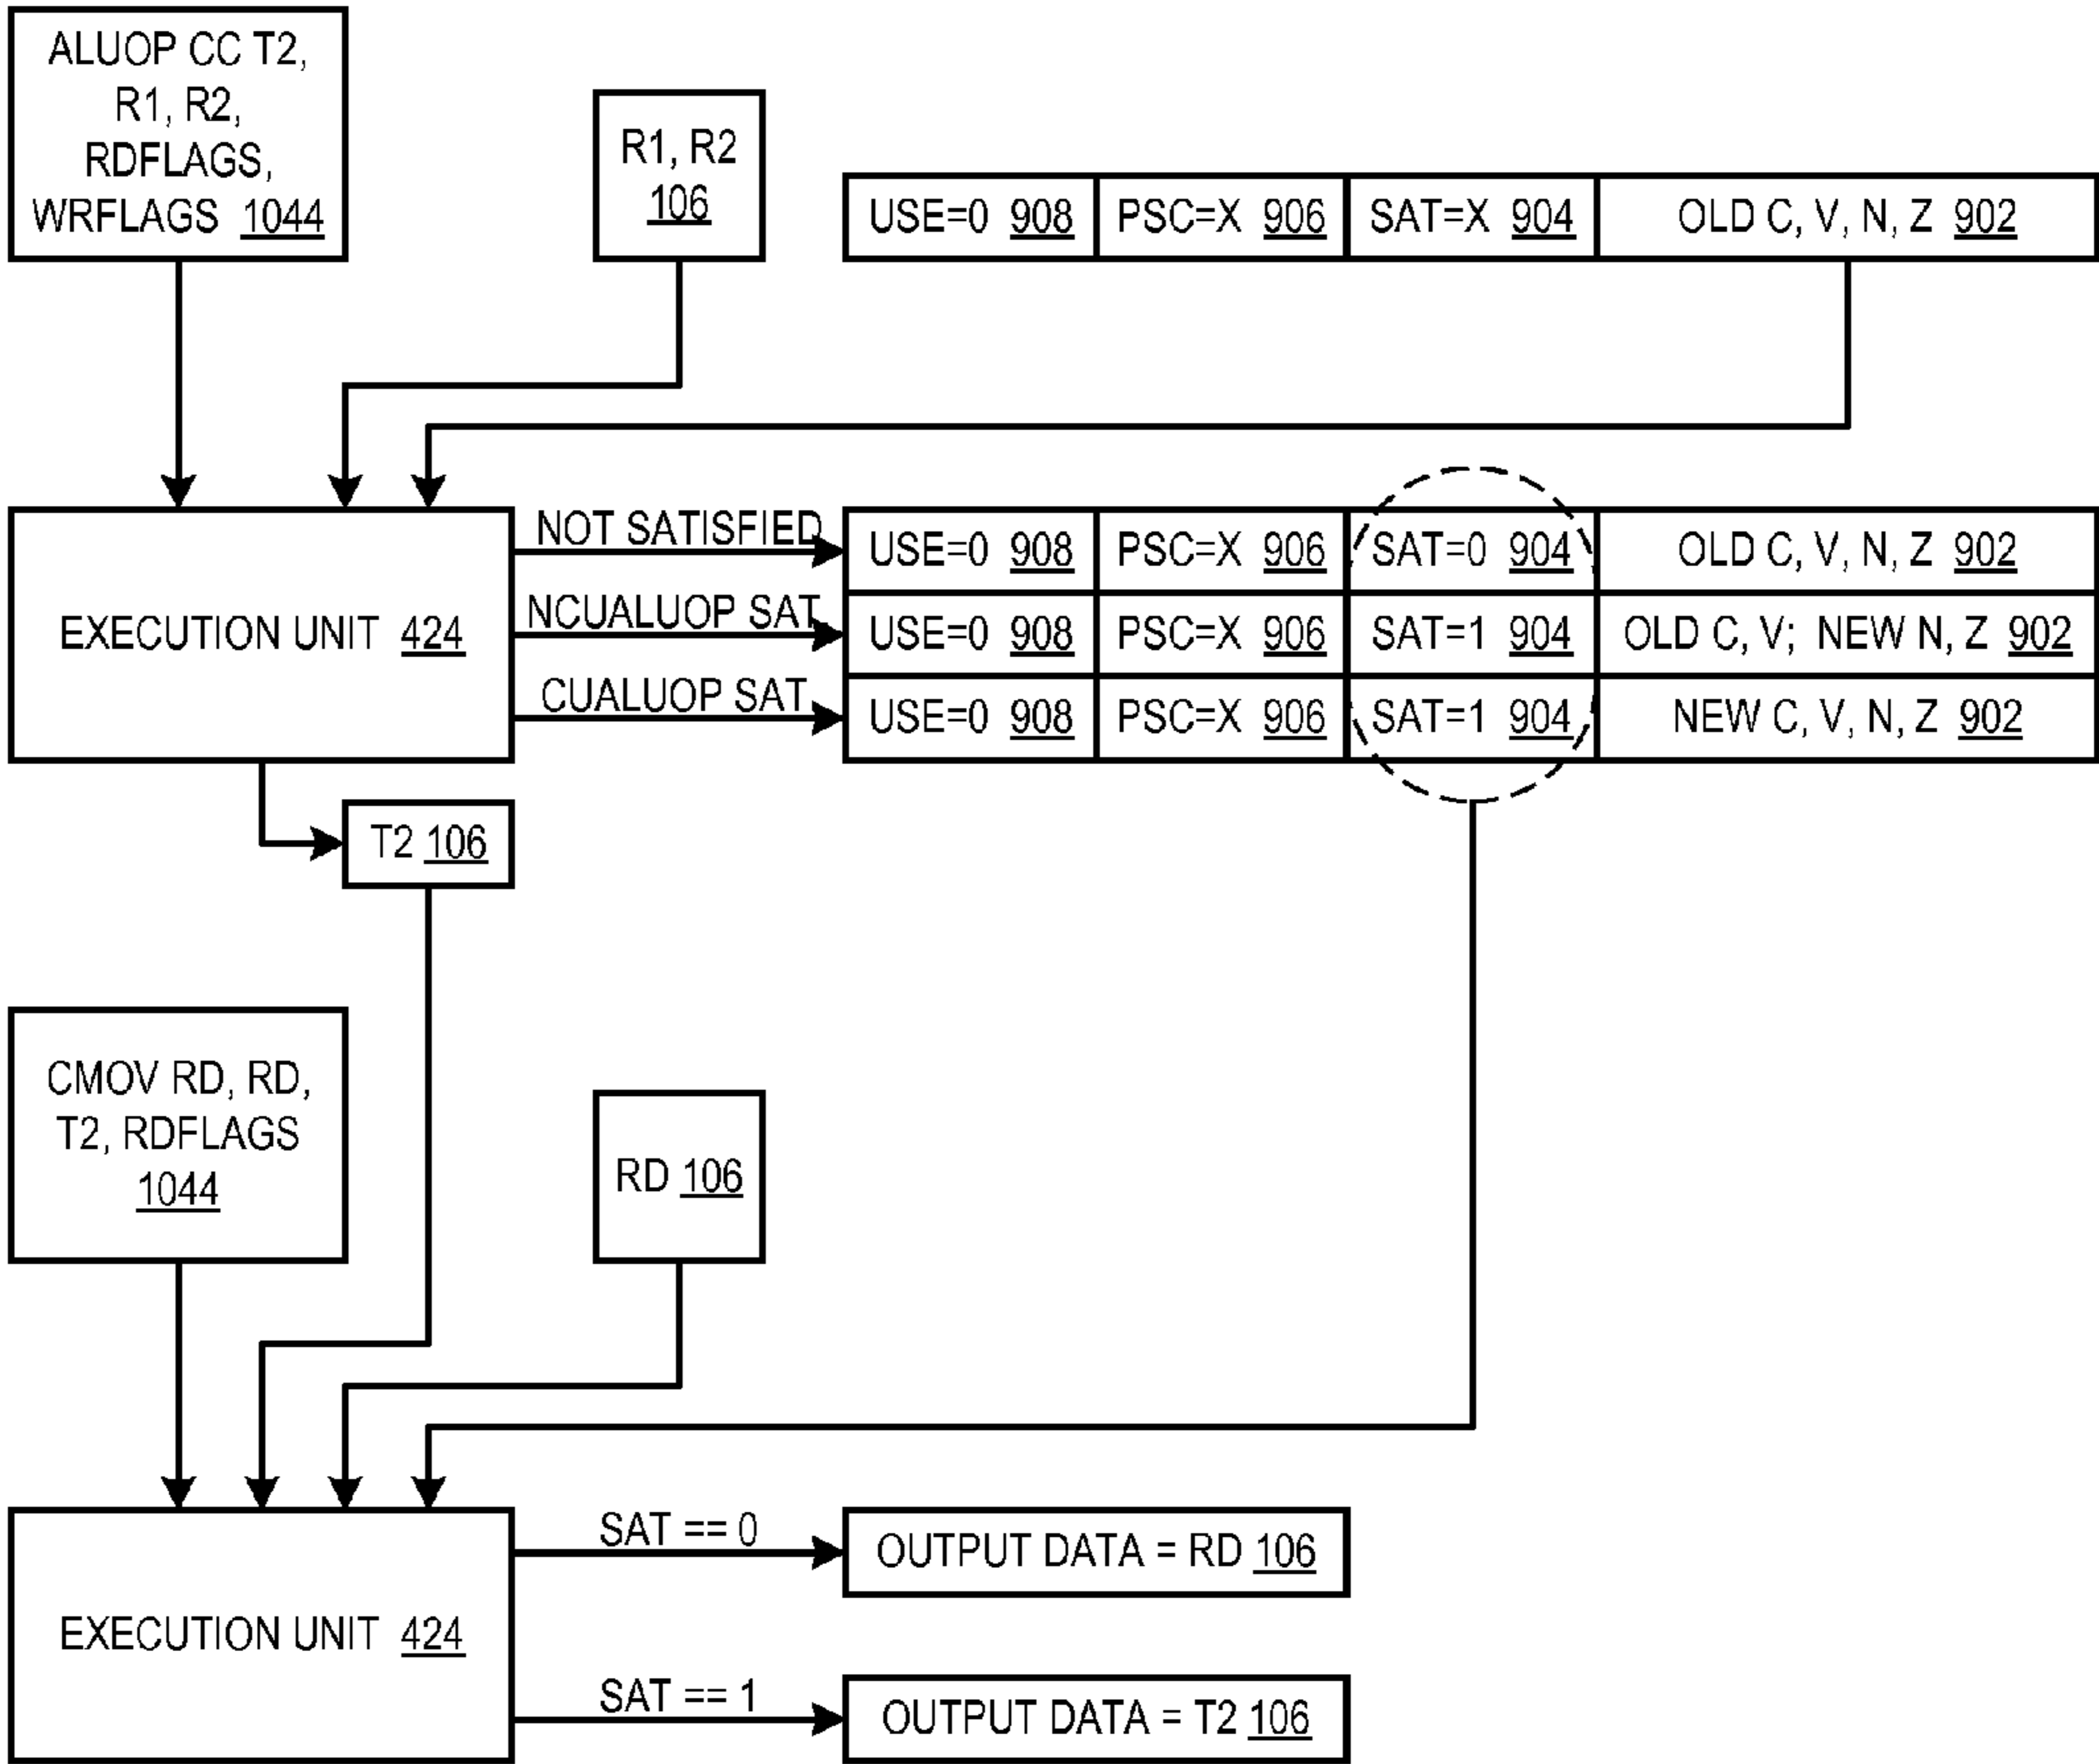 ALUOP CC T2,
R1, R2,
RDFLAGS,
WRFLAGS 1044
R1, R2
106
USE=0 908 PSC=X 906 SAT=X 904 OLD C, V, N, Z 902
EXECUTION UNIT 424
NOT SATISFIED
USE=0 908 PSC=X 906 SAT=0 904 OLD C, V, N, Z 902
NCUALUOP SAT
USE=0 908 PSC=X 906 SAT=1 904 OLD C, V; NEW N, Z 902
CUALUOP SAT
USE=0 908 PSC=X 906 SAT=1 904 NEW C, V, N, Z 902
T2 106
CMOV RD, RD,
T2, RDFLAGS
1044
RD 106
EXECUTION UNIT 424
SAT == 0
OUTPUT DATA = RD 106
SAT == 1
OUTPUT DATA = T2 106